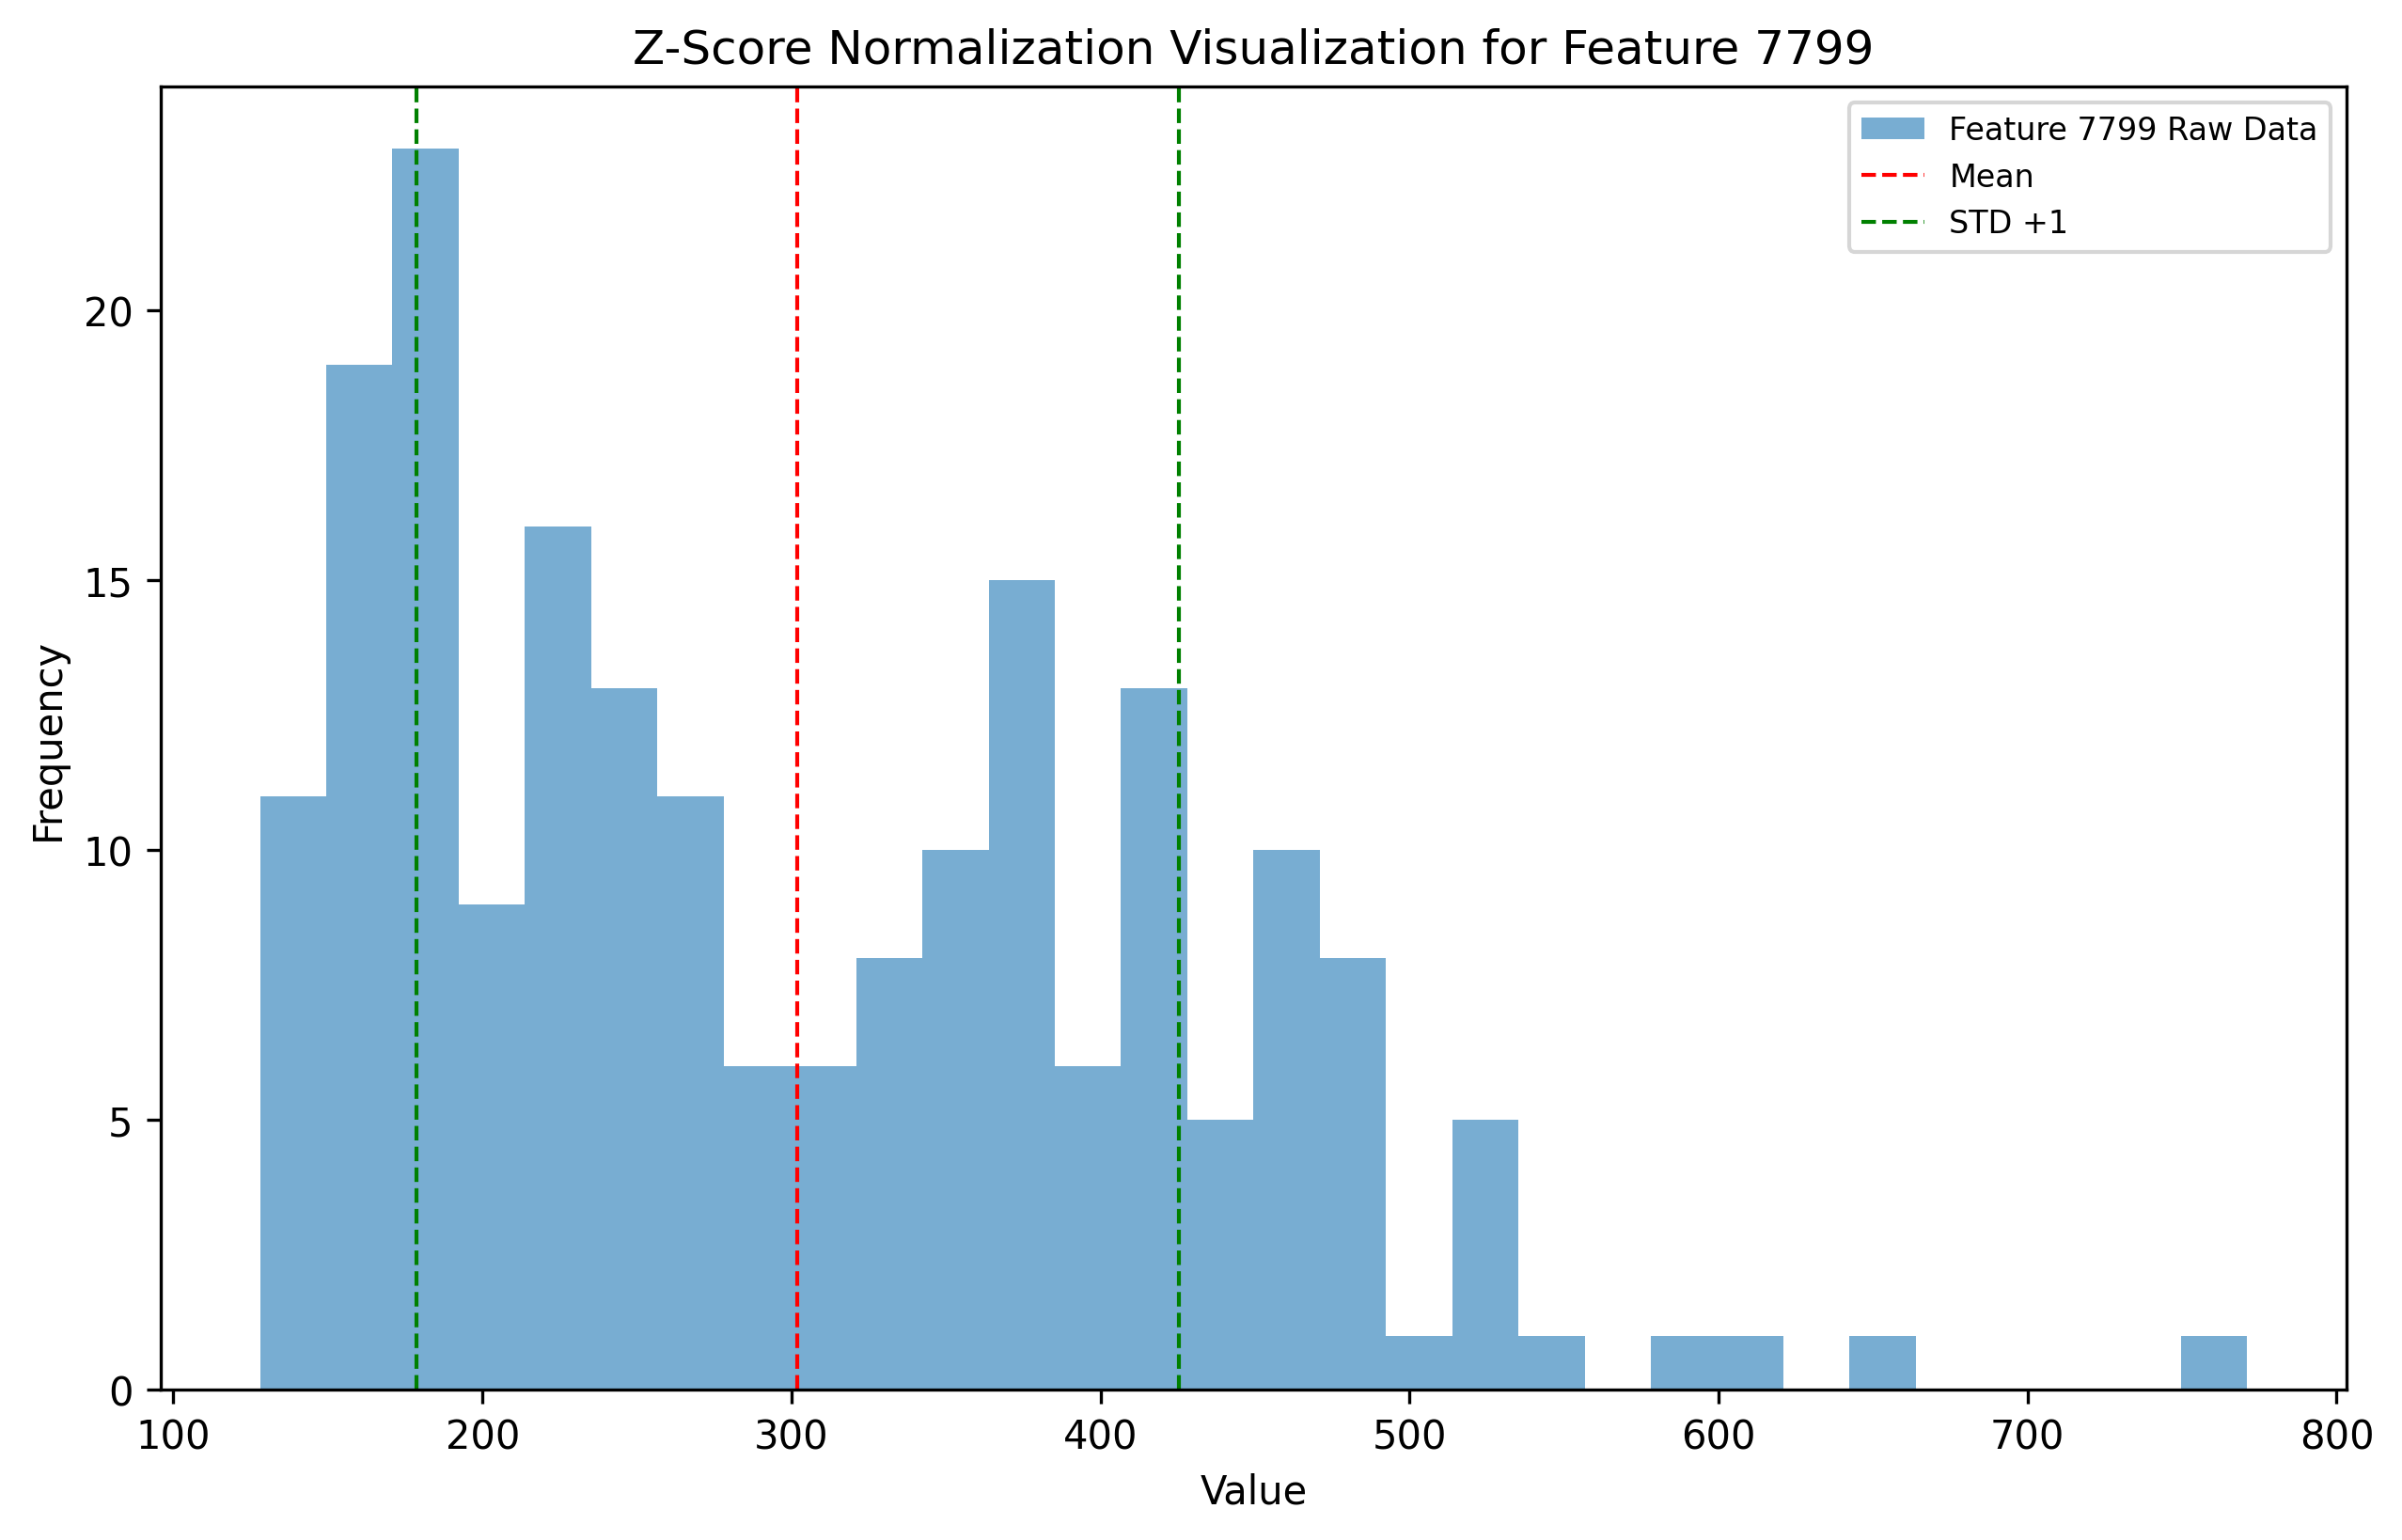 Z-Score Normalization Visualization for Feature 7799
Feature 7799 Raw Data
Mean
STD +1
20
15
10
5
0
Frequency
100 200 300 400 500 600 700 800
Value